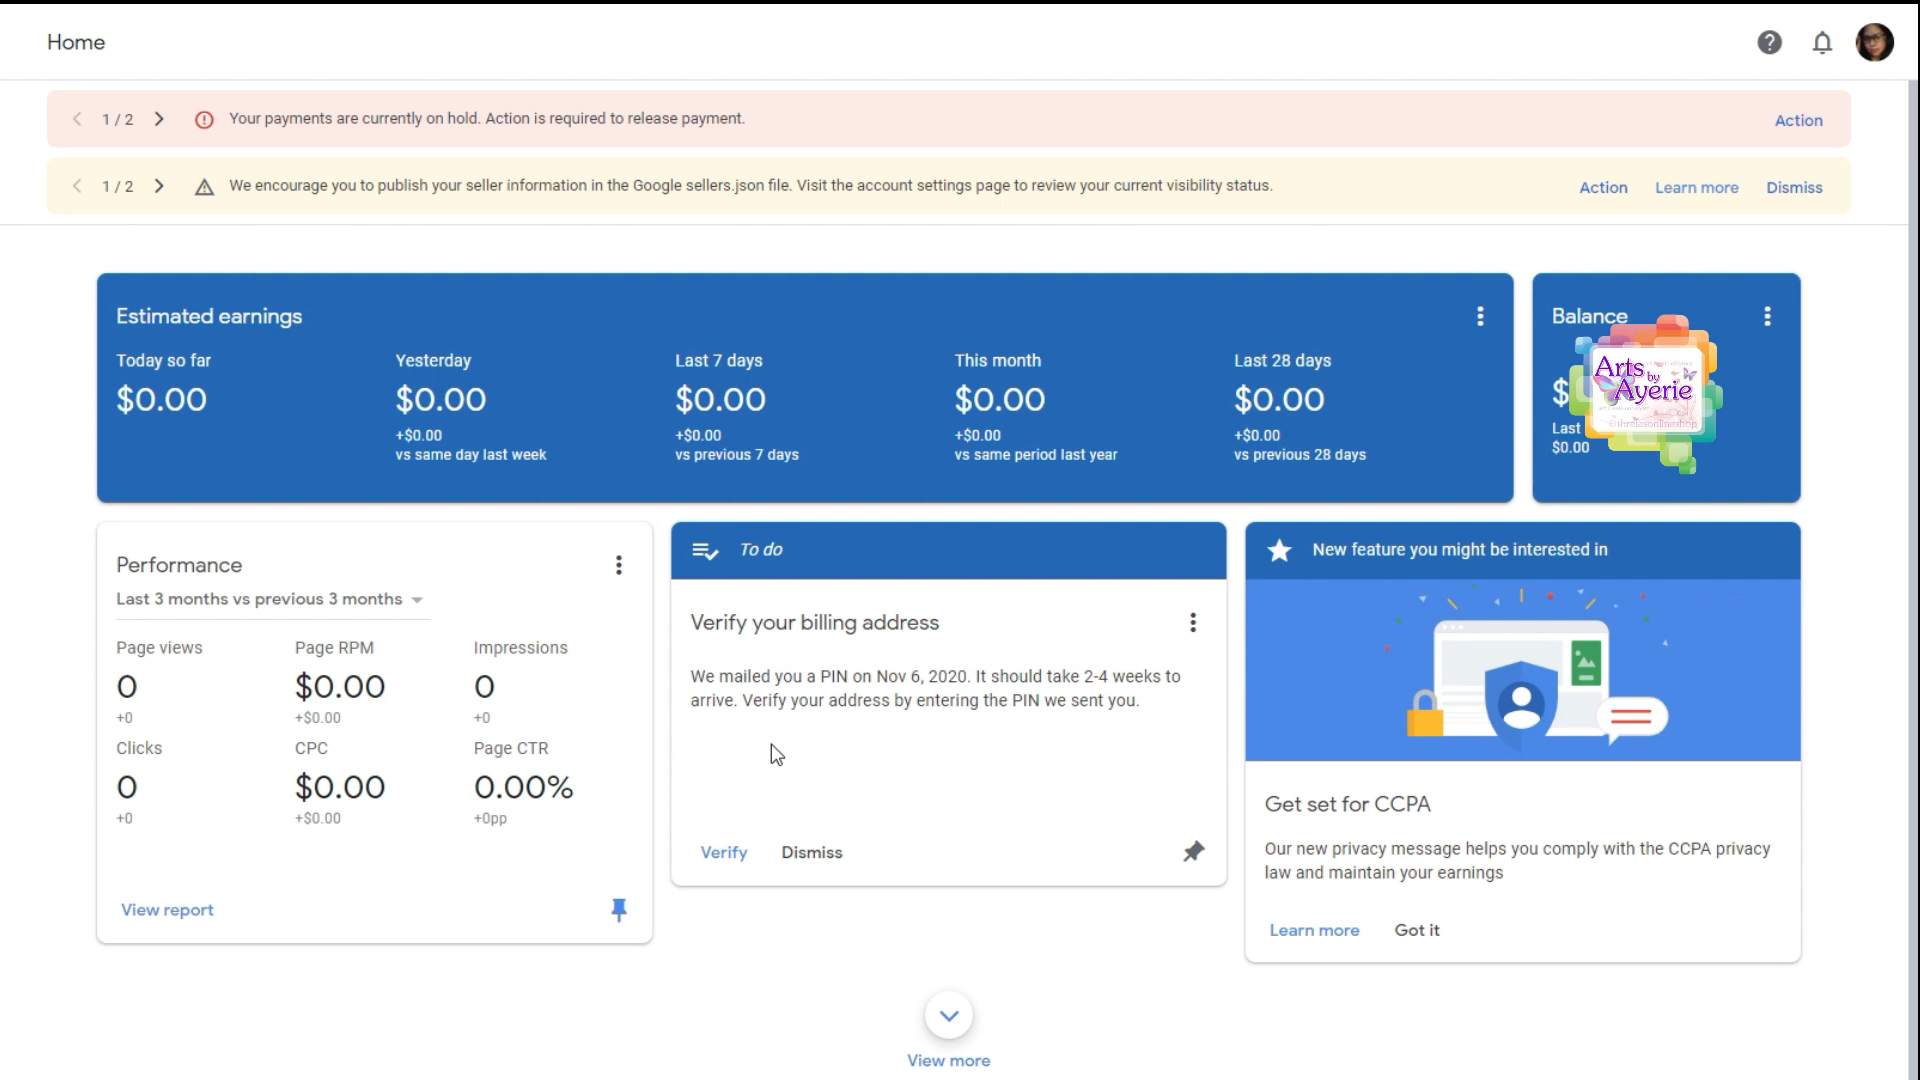 Home
1 / 2
Your payments are currently on hold. Action is required to release payment.
Action
1 / 2
We encourage you to publish your seller information in the Google sellers.json file. Visit the account settings page to review your current visibility status.
Action Learn more Dismiss
Estimated earnings
Today so far
$0.00
Yesterday
$0.00
+$0.00
vs same day last week
Last 7 days
$0.00
+$0.00
vs previous 7 days
This month
$0.00
+$0.00
vs same period last year
Last 28 days
$0.00
+$0.00
vs previous 28 days
Balance
$
Last
$0.00
Arts
by
Ayerie
©threiasonlineshop
Performance
Last 3 months vs previous 3 months
Page views
0
+0
Page RPM
$0.00
+$0.00
Impressions
0
+0
Clicks
0
+0
CPC
$0.00
+$0.00
Page CTR
0.00%
+0pp
View report
To do
Verify your billing address
We mailed you a PIN on Nov 6, 2020. It should take 2-4 weeks to
arrive. Verify your address by entering the PIN we sent you.
Verify Dismiss
New feature you might be interested in
Get set for CCPA
Our new privacy message helps you comply with the CCPA privacy
law and maintain your earnings
Learn more Got it
View more